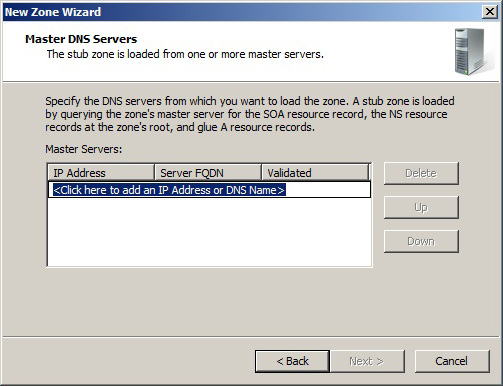 New Zone Wizard
Master DNS Servers
The stub zone is loaded from one or more master servers.
Specify the DNS servers from which you want to load the zone. A stub zone is loaded
by querying the zone's master server for the SOA resource record, the NS resource
records at the zone's root, and glue A resource records.
Master Servers:
IP Address Server FQDN Validated
<Click here to add an IP Address or DNS Name>
Delete
Up
Down
< Back Next > Cancel